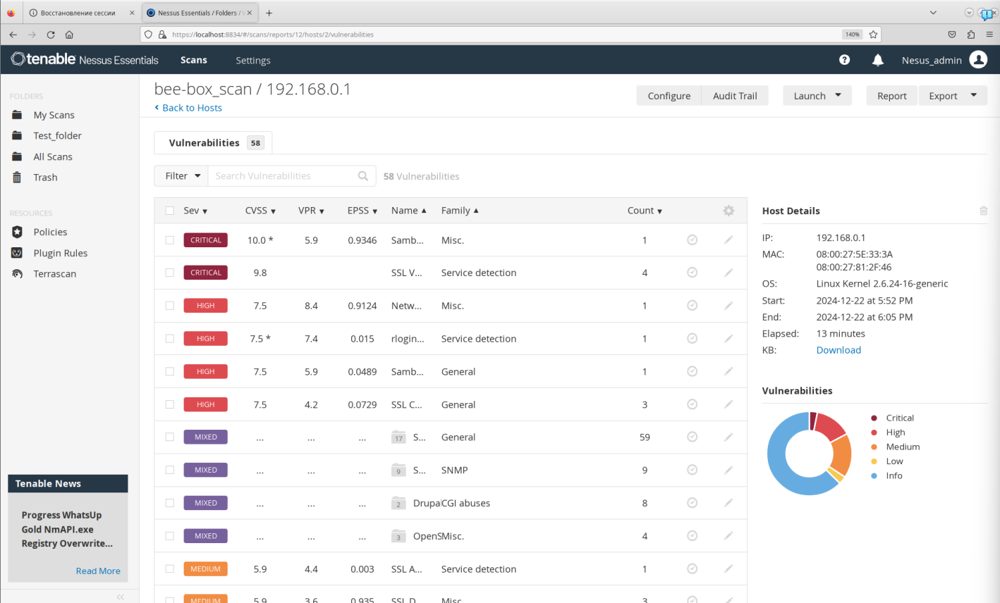 Восстановление сессии
Nessus Essentials / Folders / V
https://localhost:8834/#/scans/reports/12/hosts/2/vulnerabilities
140%
tenable Nessus Essentials
Scans
Settings
Nesus_admin
FOLDERS
My Scans
Test_folder
All Scans
Trash
RESOURCES
Policies
Plugin Rules
Terrascan
Tenable News
Progress WhatsUp
Gold NmAPI.exe
Registry Overwrite...
Read More
bee-box_scan / 192.168.0.1
Back to Hosts
Configure
Audit Trail
Launch
Report
Export
Vulnerabilities 58
Filter
Search Vulnerabilities
58 Vulnerabilities
Sev CVSS VPR EPSS Name Family Count
CRITICAL 10.0 * 5.9 0.9346 Samb... Misc. 1
CRITICAL 9.8 SSL V... Service detection 4
HIGH 7.5 8.4 0.9124 Netw... Misc. 1
HIGH 7.5 * 7.4 0.015 rlogin... Service detection 1
HIGH 7.5 5.9 0.0489 Samb... General 1
HIGH 7.5 4.2 0.0729 SSL C... General 3
MIXED ... ... ... 17 S... General 59
MIXED ... ... ... 9 S... SNMP 9
MIXED ... ... ... 2 Drupal CGI abuses 8
MIXED ... ... ... 3 OpenS Misc. 4
MEDIUM 5.9 4.4 0.003 SSL A... Service detection 1
MEDIUM 5.9 3.6 0.935 SSL D... Misc. 3
Host Details
IP: 192.168.0.1
MAC: 08:00:27:5E:33:3A
08:00:27:81:2F:46
OS: Linux Kernel 2.6.24-16-generic
Start: 2024-12-22 at 5:52 PM
End: 2024-12-22 at 6:05 PM
Elapsed: 13 minutes
KB: Download
Vulnerabilities
Critical
High
Medium
Low
Info